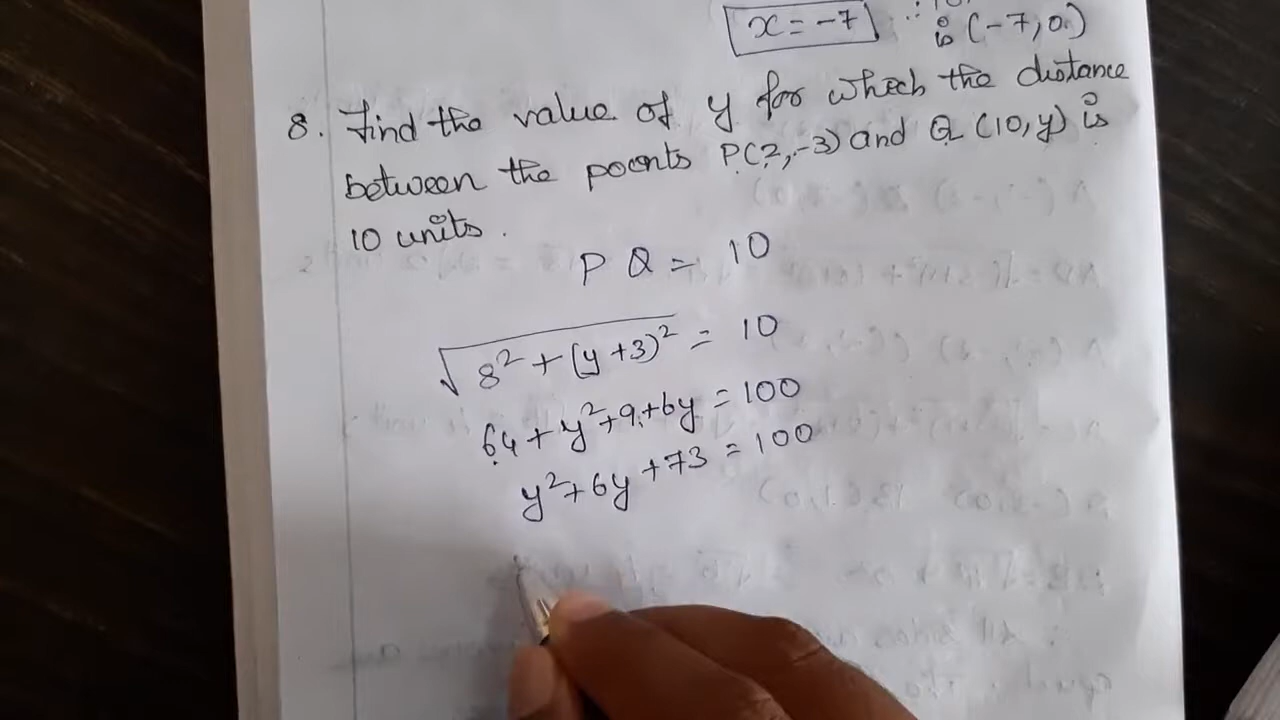 x = -7
is (-7, 0)
8. Find the value of y for which the distance
between the points P(2,-3) and Q (10,y) is
10 units.
PQ = 10
√8² + (y+3)² = 10
64 + y² + 9 + 6y = 100
y² + 6y + 73 = 100